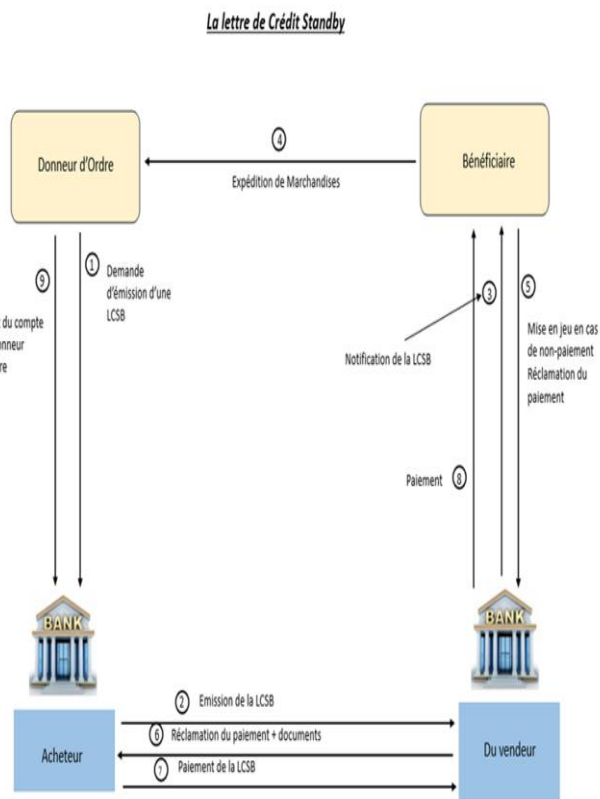 La lettre de Crédit Standby
Donneur d'Ordre
④
Expédition de Marchandises
Bénéficiaire
⑨
du compte
①
Demande
d'émission d'une
LCSB
③
Notification de la LCSB
⑤
Mise en jeu en cas
de non-paiement
Réclamation du
paiement
Paiement
⑧
BANK
BANK
② Emission de la LCSB
⑥ Réclamation du paiement + documents
⑦ Paiement de la LCSB
Acheteur
Du vendeur